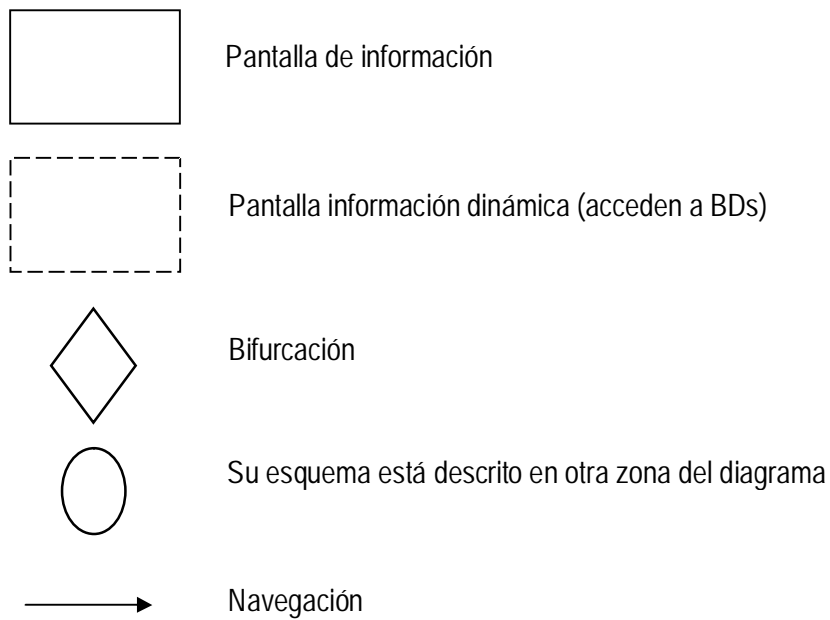 Pantalla de información
Pantalla información dinámica (acceden a BDs)
Bifurcación
Su esquema está descrito en otra zona del diagrama
Navegación